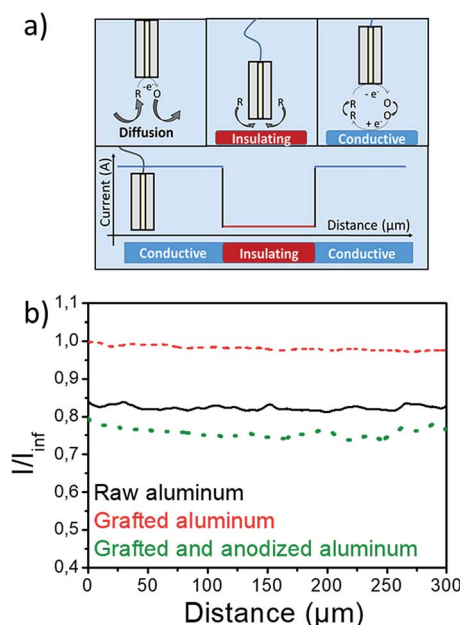 a)
- e-
R O
Diffusion
R R
Insulating
- e-
R O
R O
+ e-
Conductive
Current (A)
Distance (µm)
Conductive Insulating Conductive
b)
1,1
1,0
0,9
0,8
0,7
0,6
0,5
0,4
I/Iinf
Raw aluminum
Grafted aluminum
Grafted and anodized aluminum
0 50 100 150 200 250 300
Distance (µm)